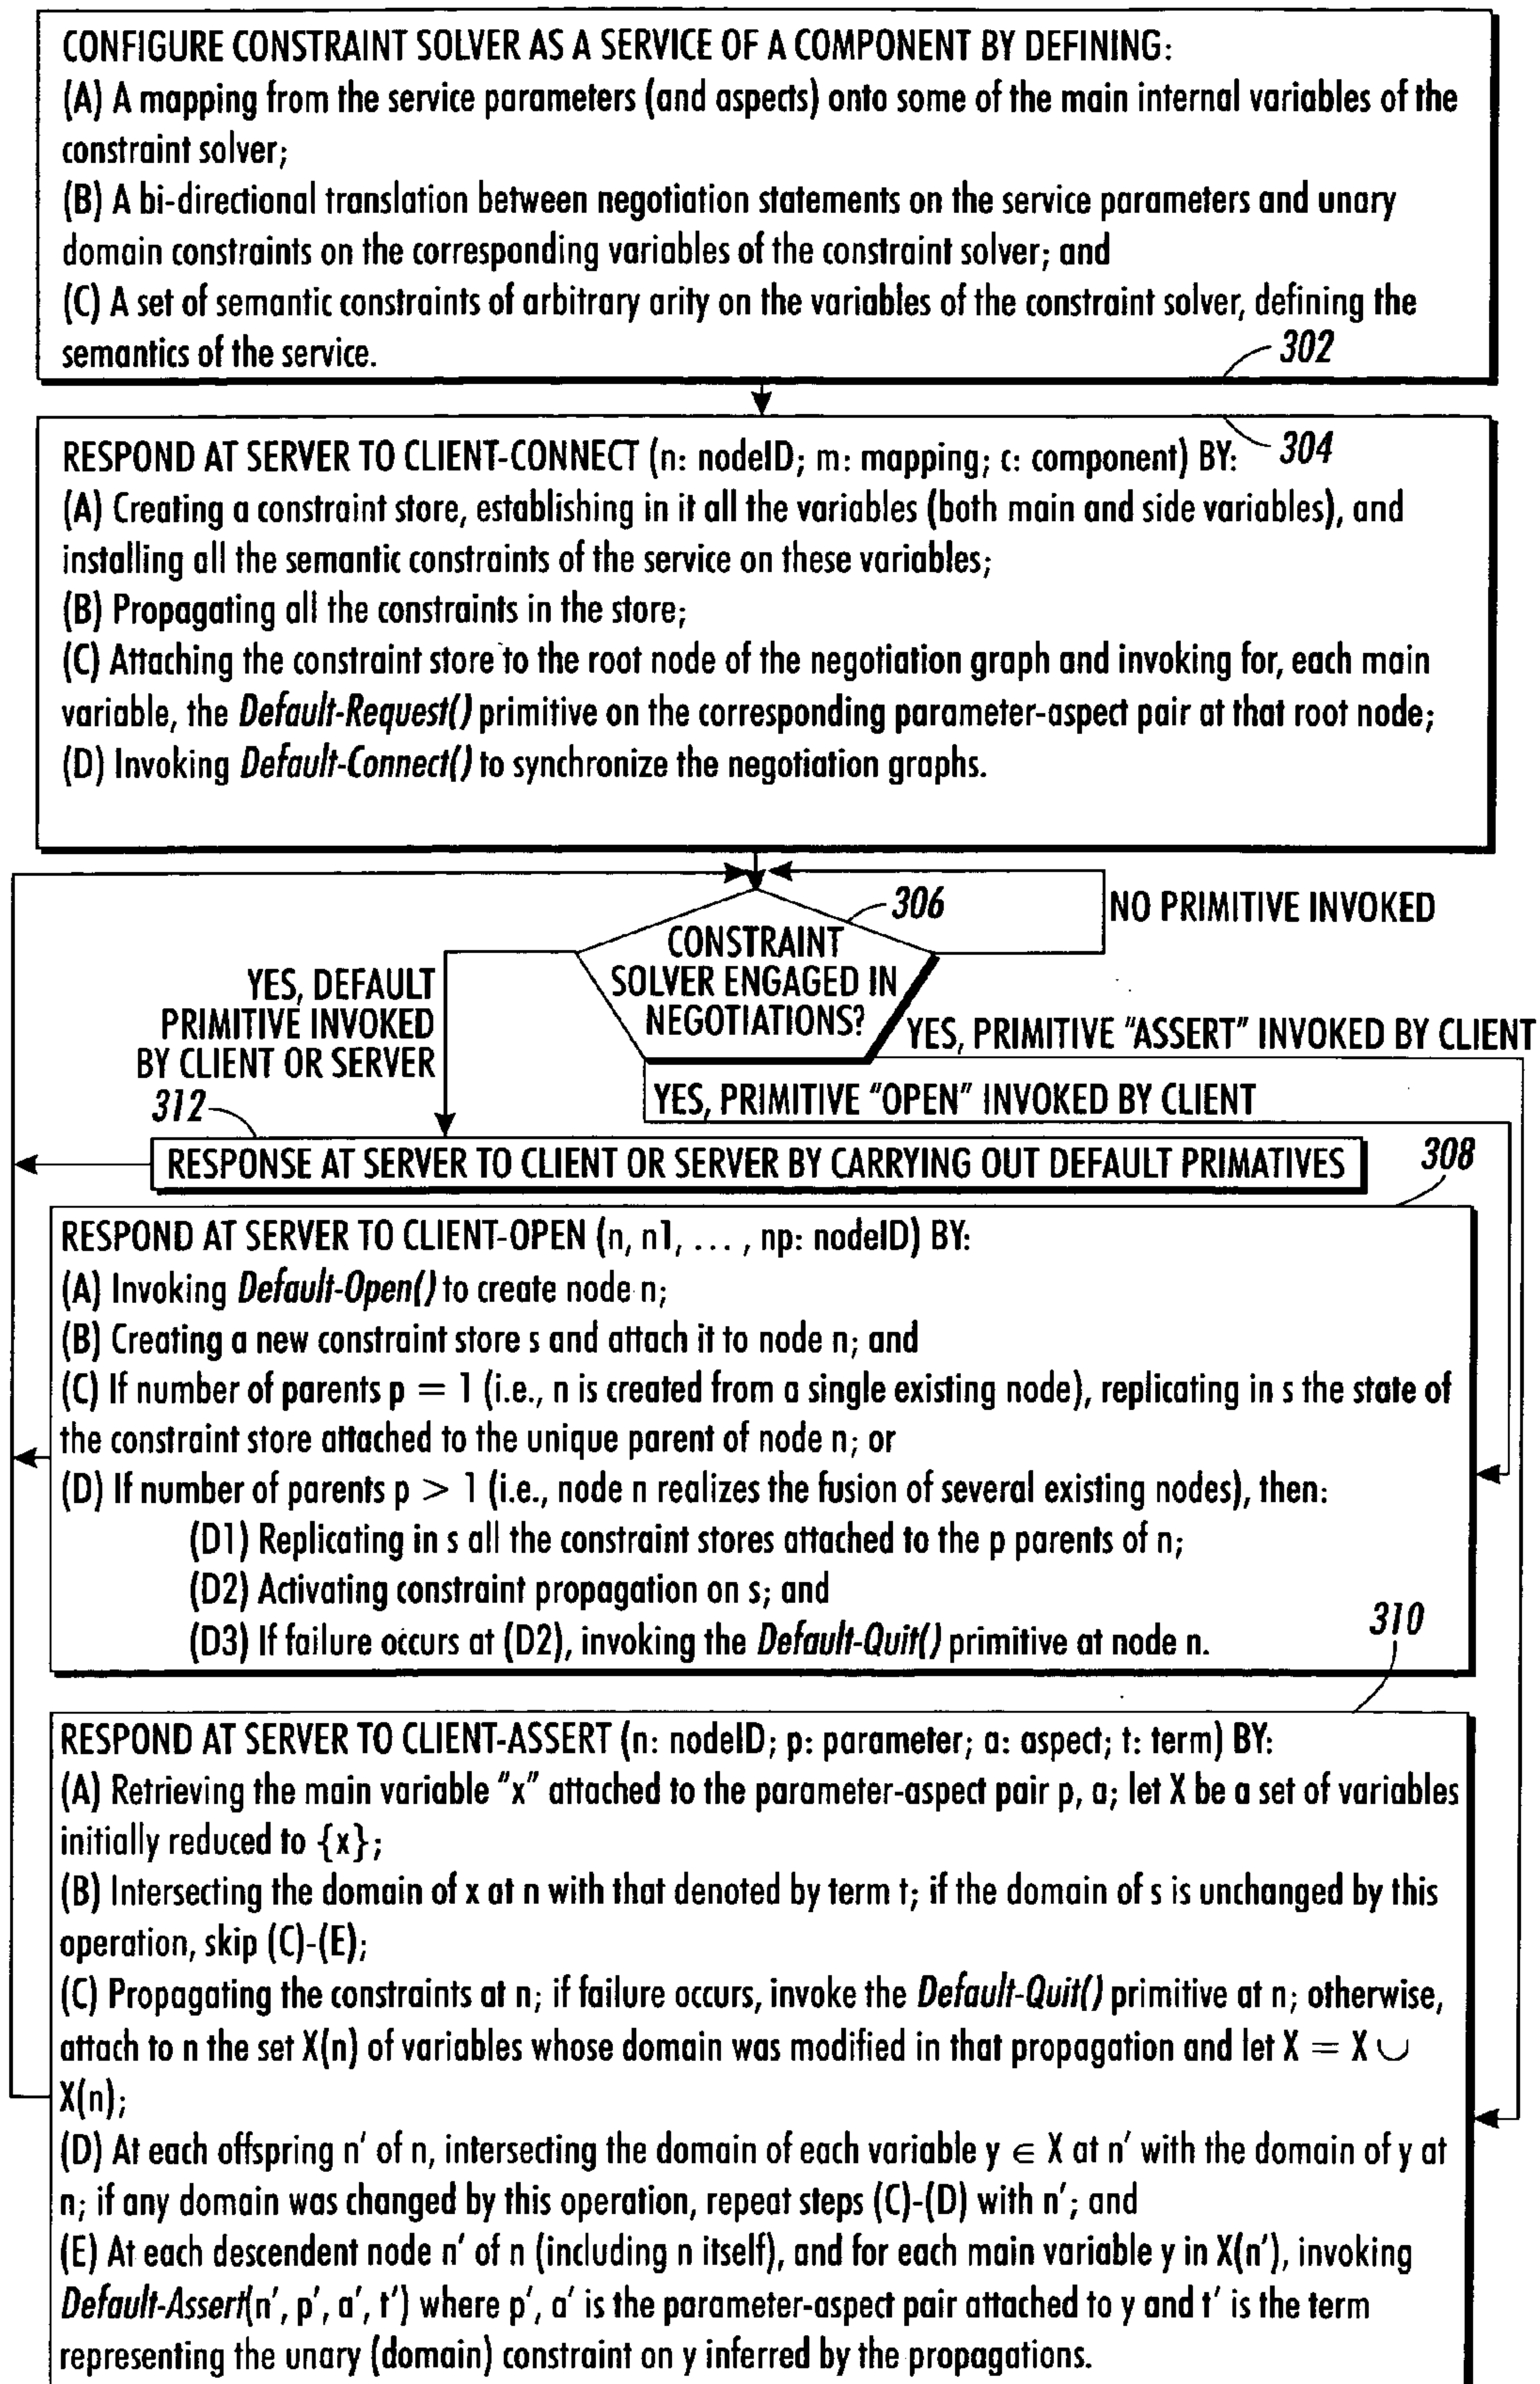 CONFIGURE CONSTRAINT SOLVER AS A SERVICE OF A COMPONENT BY DEFINING:
(A) A mapping from the service parameters (and aspects) onto some of the main internal variables of the
constraint solver;
(B) A bi-directional translation between negotiation statements on the service parameters and unary
domain constraints on the corresponding variables of the constraint solver; and
(C) A set of semantic constraints of arbitrary arity on the variables of the constraint solver, defining the
semantics of the service.
302
RESPOND AT SERVER TO CLIENT-CONNECT (n: nodeID; m: mapping; c: component) BY:
304
(A) Creating a constraint store, establishing in it all the variables (both main and side variables), and
installing all the semantic constraints of the service on these variables;
(B) Propagating all the constraints in the store;
(C) Attaching the constraint store to the root node of the negotiation graph and invoking for, each main
variable, the Default-Request() primitive on the corresponding parameter-aspect pair at that root node;
(D) Invoking Default-Connect() to synchronize the negotiation graphs.
306
NO PRIMITIVE INVOKED
CONSTRAINT
SOLVER ENGAGED IN
NEGOTIATIONS?
YES, DEFAULT
PRIMITIVE INVOKED
BY CLIENT OR SERVER
YES, PRIMITIVE "ASSERT" INVOKED BY CLIENT
YES, PRIMITIVE "OPEN" INVOKED BY CLIENT
312
RESPONSE AT SERVER TO CLIENT OR SERVER BY CARRYING OUT DEFAULT PRIMATIVES
308
RESPOND AT SERVER TO CLIENT-OPEN (n, n1, ... , np: nodeID) BY:
(A) Invoking Default-Open() to create node n;
(B) Creating a new constraint store s and attach it to node n; and
(C) If number of parents p = 1 (i.e., n is created from a single existing node), replicating in s the state of
the constraint store attached to the unique parent of node n; or
(D) If number of parents p > 1 (i.e., node n realizes the fusion of several existing nodes), then:
(D1) Replicating in s all the constraint stores attached to the p parents of n;
(D2) Activating constraint propagation on s; and
(D3) If failure occurs at (D2), invoking the Default-Quit() primitive at node n.
310
RESPOND AT SERVER TO CLIENT-ASSERT (n: nodeID; p: parameter; a: aspect; t: term) BY:
(A) Retrieving the main variable "x" attached to the parameter-aspect pair p, a; let X be a set of variables
initially reduced to {x};
(B) Intersecting the domain of x at n with that denoted by term t; if the domain of s is unchanged by this
operation, skip (C)-(E);
(C) Propagating the constraints at n; if failure occurs, invoke the Default-Quit() primitive at n; otherwise,
attach to n the set X(n) of variables whose domain was modified in that propagation and let X = X ∪
X(n);
(D) At each offspring n' of n, intersecting the domain of each variable y ∈ X at n' with the domain of y at
n; if any domain was changed by this operation, repeat steps (C)-(D) with n'; and
(E) At each descendent node n' of n (including n itself), and for each main variable y in X(n'), invoking
Default-Assert(n', p', a', t') where p', a' is the parameter-aspect pair attached to y and t' is the term
representing the unary (domain) constraint on y inferred by the propagations.